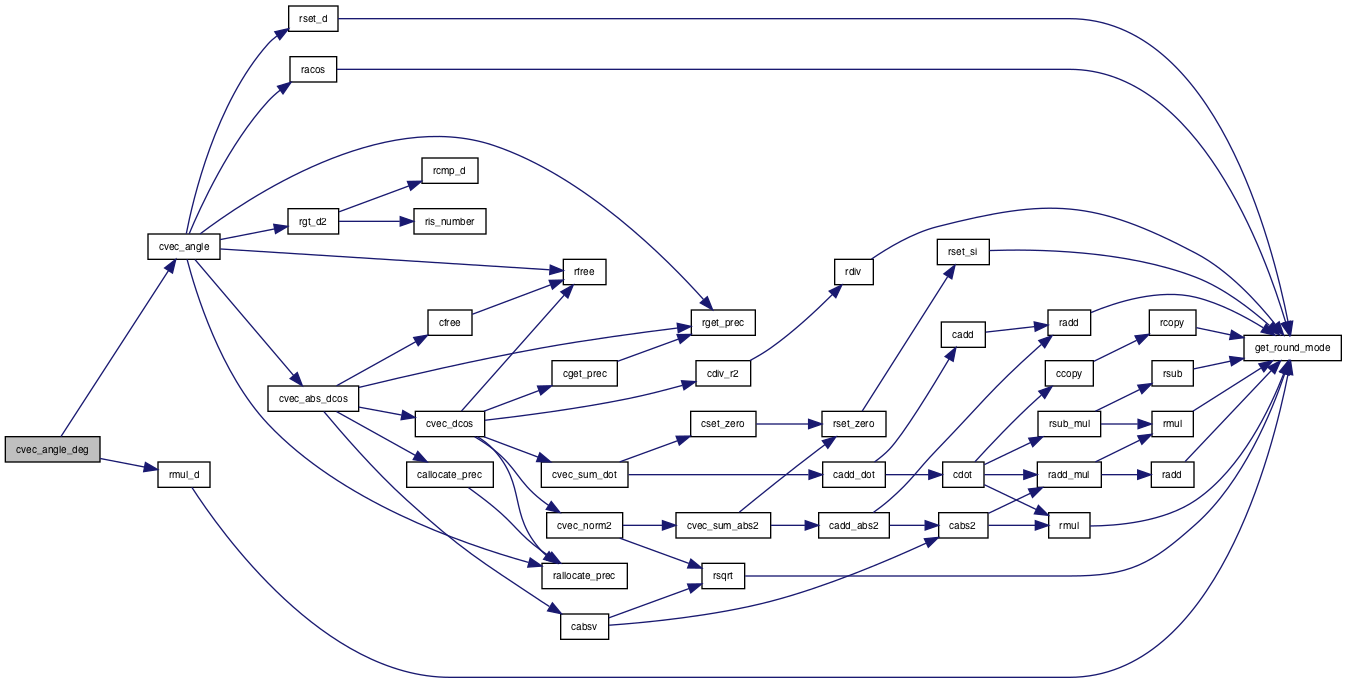 rset_d
racos
rcmp_d
rgt_d2
ris_number
cvec_angle
rset_si
rfree
rdiv
cfree
rget_prec
cadd
radd
rcopy
get_round_mode
cget_prec
cdiv_r2
ccopy
rsub
cvec_abs_dcos
cvec_dcos
cset_zero
rset_zero
rsub_mul
rmul
cvec_angle_deg
rmul_d
callocate_prec
cvec_sum_dot
cadd_dot
cdot
radd_mul
radd
cvec_norm2
cvec_sum_abs2
cadd_abs2
cabs2
rmul
rallocate_prec
rsqrt
cabsv